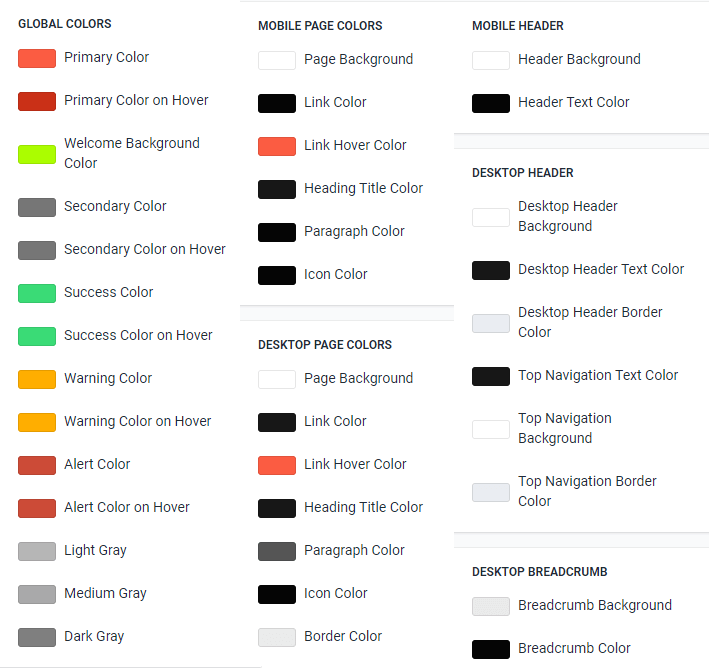 GLOBAL COLORS
Primary Color
Primary Color on Hover
Welcome Background
Color
Secondary Color
Secondary Color on Hover
Success Color
Success Color on Hover
Warning Color
Warning Color on Hover
Alert Color
Alert Color on Hover
Light Gray
Medium Gray
Dark Gray
MOBILE PAGE COLORS
Page Background
Link Color
Link Hover Color
Heading Title Color
Paragraph Color
Icon Color
DESKTOP PAGE COLORS
Page Background
Link Color
Link Hover Color
Heading Title Color
Paragraph Color
Icon Color
Border Color
MOBILE HEADER
Header Background
Header Text Color
DESKTOP HEADER
Desktop Header
Background
Desktop Header Text Color
Desktop Header Border
Color
Top Navigation Text Color
Top Navigation
Background
Top Navigation Border
Color
DESKTOP BREADCRUMB
Breadcrumb Background
Breadcrumb Color